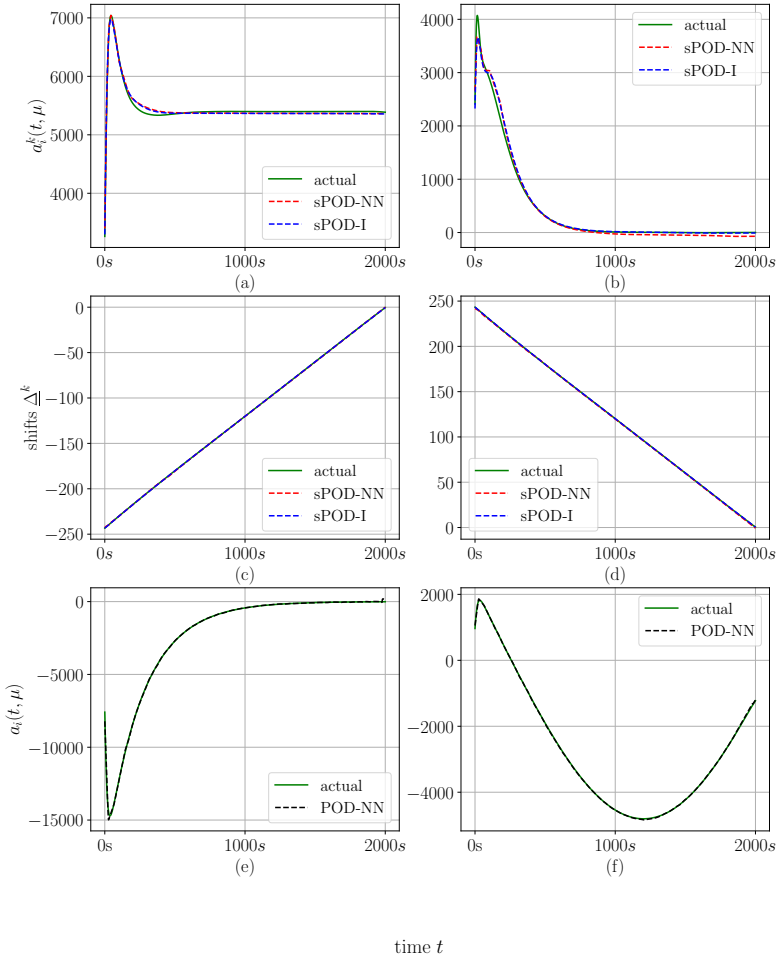 7000
6000
5000
4000
a_i^k(t, μ)
actual
sPOD-NN
sPOD-I
0s
1000s
2000s
(a)
4000
3000
2000
1000
0
actual
sPOD-NN
sPOD-I
0s
1000s
2000s
(b)
0
−50
−100
−150
−200
−250
shifts Δ^k
actual
sPOD-NN
sPOD-I
0s
1000s
2000s
(c)
250
200
150
100
50
0
actual
sPOD-NN
sPOD-I
0s
1000s
2000s
(d)
0
−5000
−10000
−15000
a_i(t, μ)
actual
POD-NN
0s
1000s
2000s
(e)
2000
0
−2000
−4000
actual
POD-NN
0s
1000s
2000s
(f)
time t